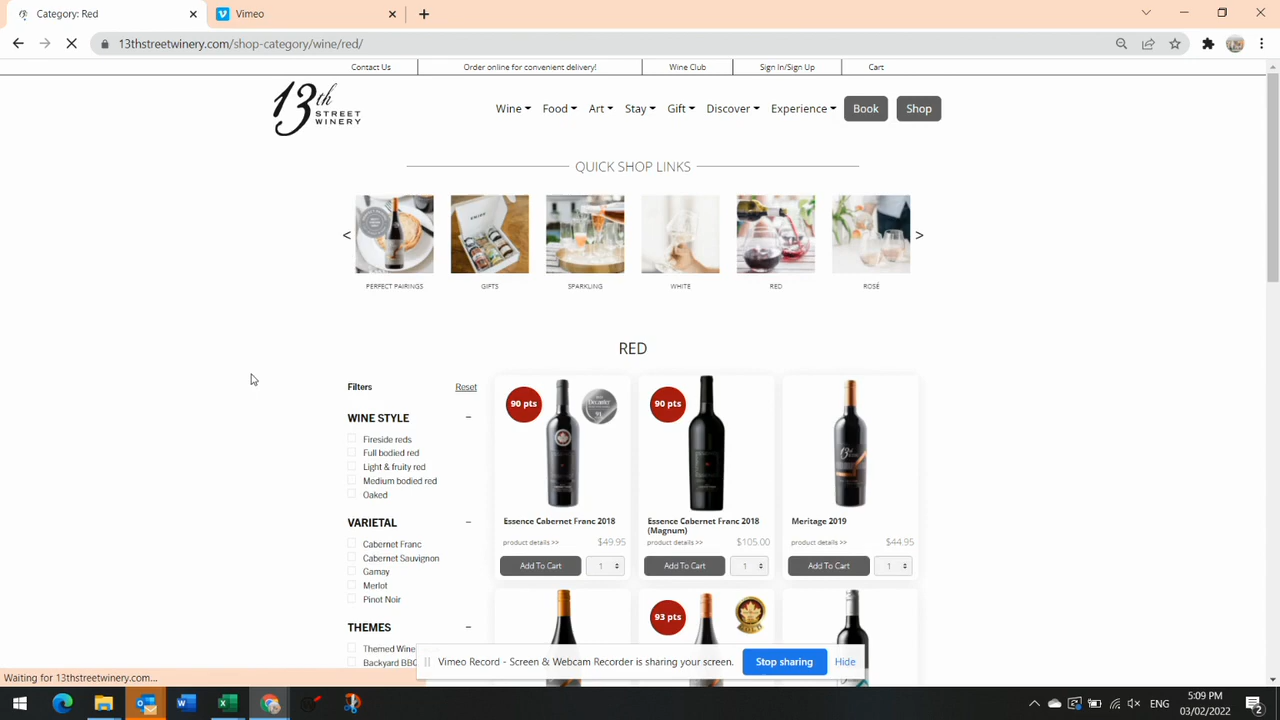 Category: Red
Vimeo
13thstreetwinery.com/shop-category/wine/red/
Contact Us
Order online for convenient delivery!
Wine Club
Sign In/Sign Up
Cart
13th
STREET
WINERY
Wine
Food
Art
Stay
Gift
Discover
Experience
Book
Shop
QUICK SHOP LINKS
<
>
PERFECT PAIRINGS
GIFTS
SPARKLING
WHITE
RED
ROSÉ
RED
Filters
Reset
WINE STYLE
Fireside reds
Full bodied red
Light & fruity red
Medium bodied red
Oaked
VARIETAL
Cabernet Franc
Cabernet Sauvignon
Gamay
Merlot
Pinot Noir
THEMES
Themed Wine
Backyard BBQ
90 pts
Essence Cabernet Franc 2018
product details >>
$49.95
Add To Cart
1
90 pts
Essence Cabernet Franc 2018
(Magnum)
product details >>
$105.00
Add To Cart
1
Meritage 2019
product details >>
$44.95
Add To Cart
1
93 pts
Vimeo Record - Screen & Webcam Recorder is sharing your screen.
Stop sharing
Hide
Waiting for 13thstreetwinery.com...
ENG
5:09 PM
03/02/2022
2